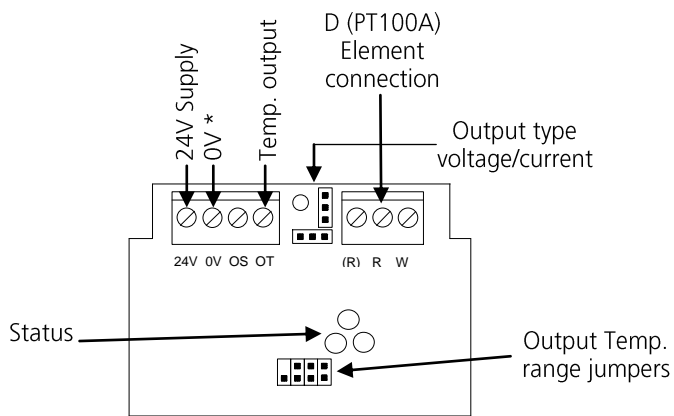 D (PT100A)
Element
connection
24V Supply
0V *
Temp. output
Output type
voltage/current
24V 0V OS OT
(R) R W
Status
Output Temp.
range jumpers